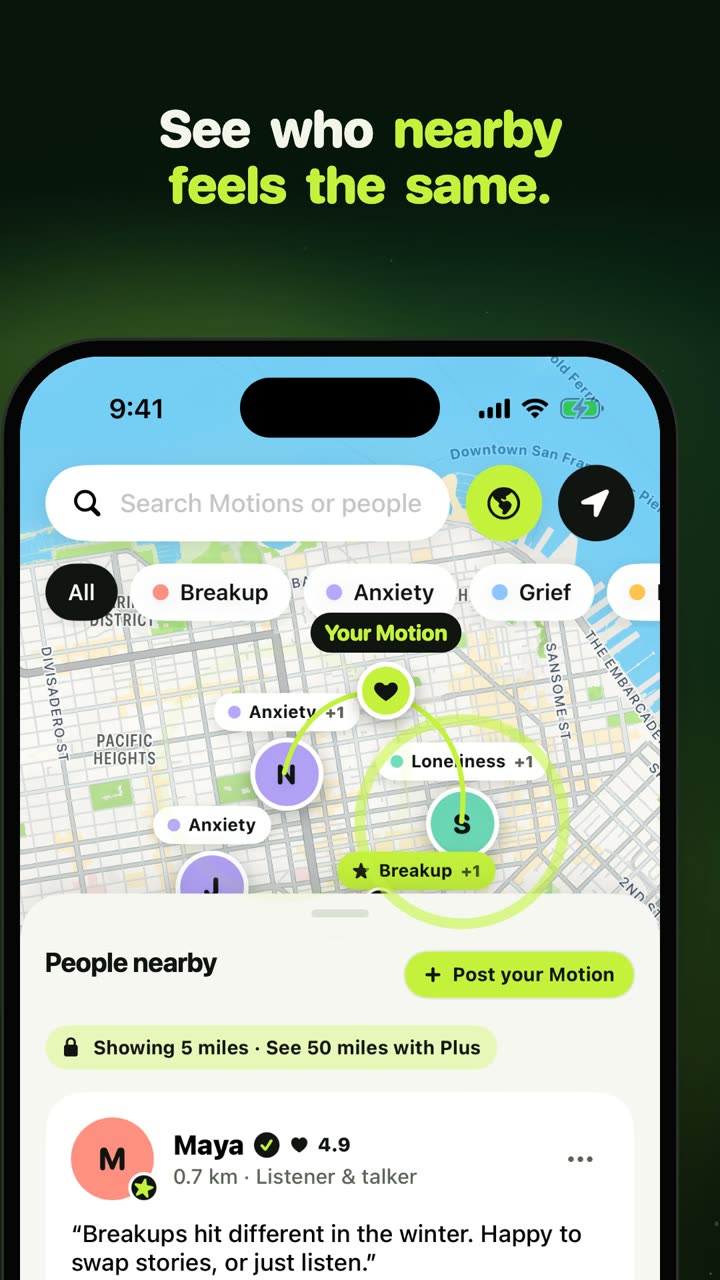 See who nearby
feels the same.
9:41
Downtown San Fra
Search Motions or people
All
Breakup
Anxiety
Grief
DISTRICT
Your Motion
DIVISADERO ST
SANSOME ST
THE EMBARCADE
Anxiety +1
PACIFIC
HEIGHTS
Loneliness +1
N
Anxiety
S
J
Breakup +1
2ND ST
People nearby
+ Post your Motion
Showing 5 miles · See 50 miles with Plus
M
Maya 4.9
0.7 km · Listener & talker
“Breakups hit different in the winter. Happy to
swap stories, or just listen.”